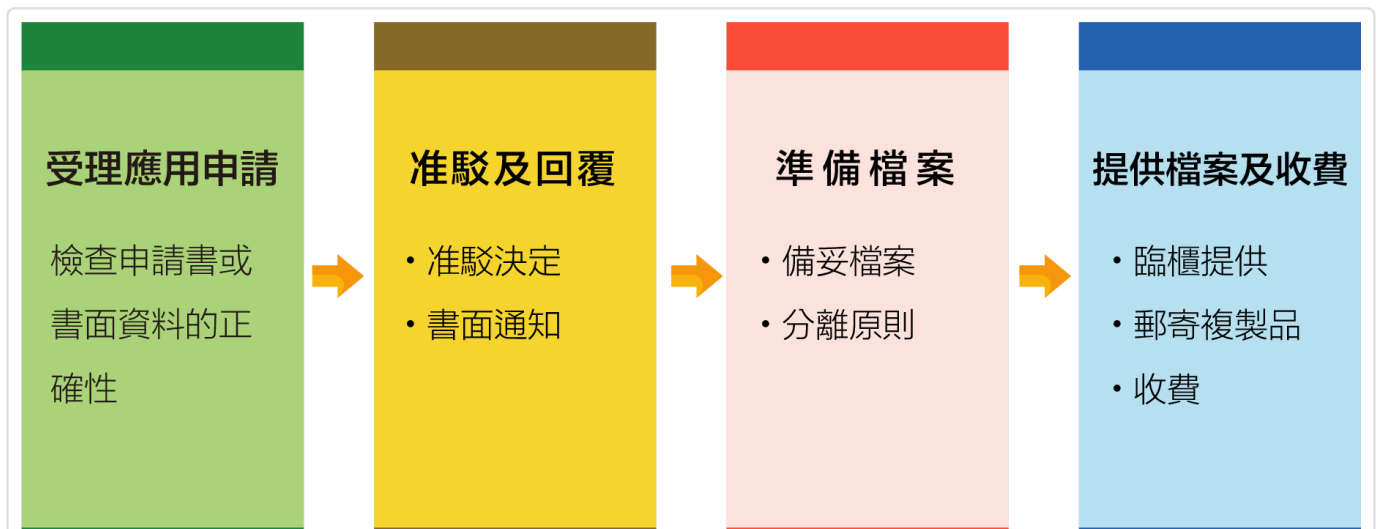 受理應用申請
檢查申請書或
書面資料的正
確性
准駁及回覆
・准駁決定
・書面通知
準備檔案
・備妥檔案
・分離原則
提供檔案及收費
・臨櫃提供
・郵寄複製品
・收費